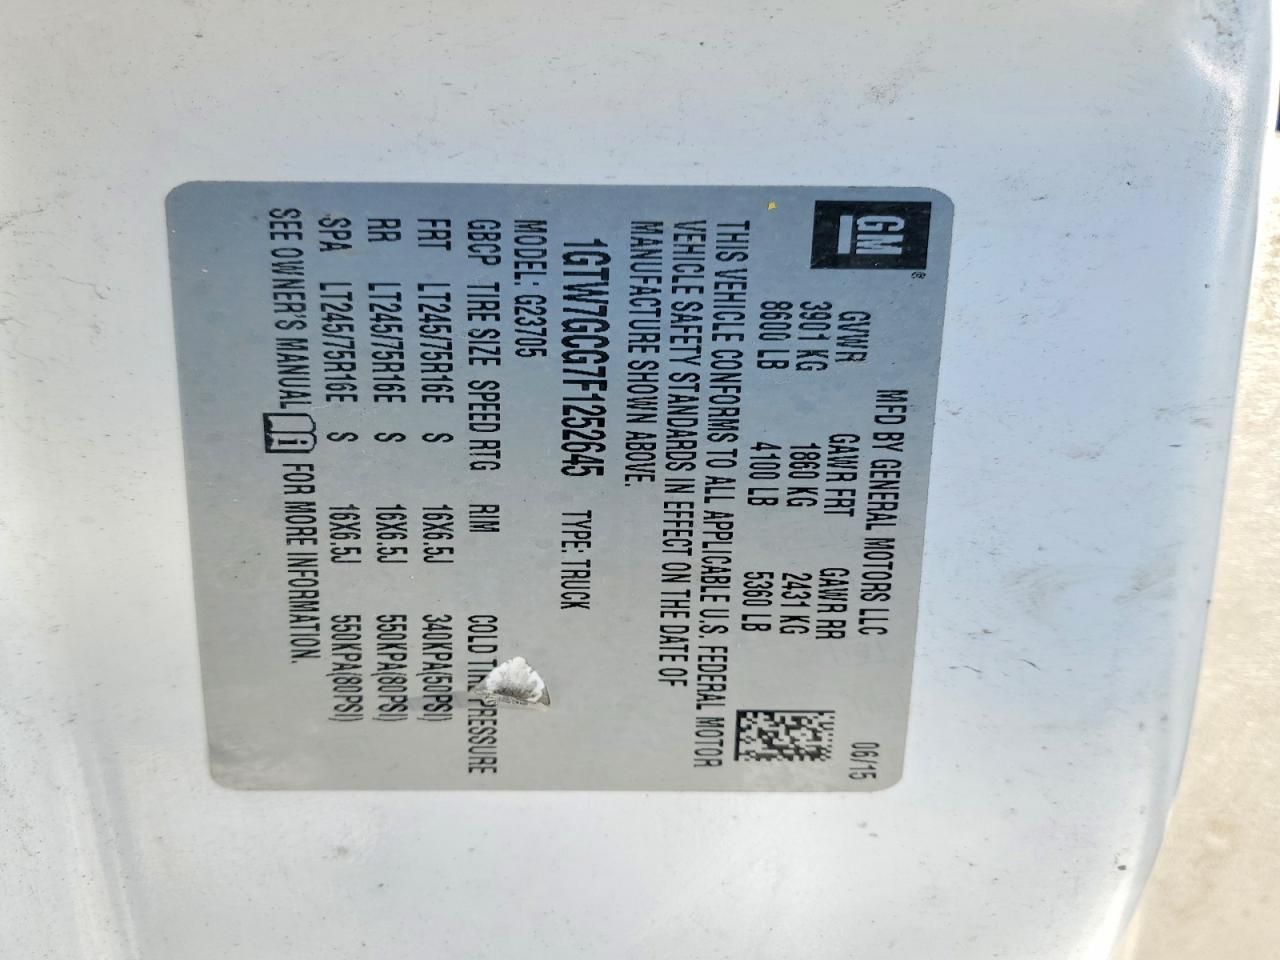 GM®
MFD BY GENERAL MOTORS LLC 06/15
GVWR GAWR FRT GAWR RR
3901 KG 1860 KG 2431 KG
8600 LB 4100 LB 5360 LB
THIS VEHICLE CONFORMS TO ALL APPLICABLE U.S. FEDERAL MOTOR
VEHICLE SAFETY STANDARDS IN EFFECT ON THE DATE OF
MANUFACTURE SHOWN ABOVE.
1GTW7GCG7F1252645 TYPE: TRUCK
MODEL: G23705
GBCP TIRE SIZE SPEED RTG RIM COLD PRESSURE
FRT LT245/75R16E S 16X6.5J 340KPA(50PSI)
RR LT245/75R16E S 16X6.5J 550KPA(80PSI)
SPA LT245/75R16E S 16X6.5J 550KPA(80PSI)
SEE OWNER'S MANUAL i FOR MORE INFORMATION.